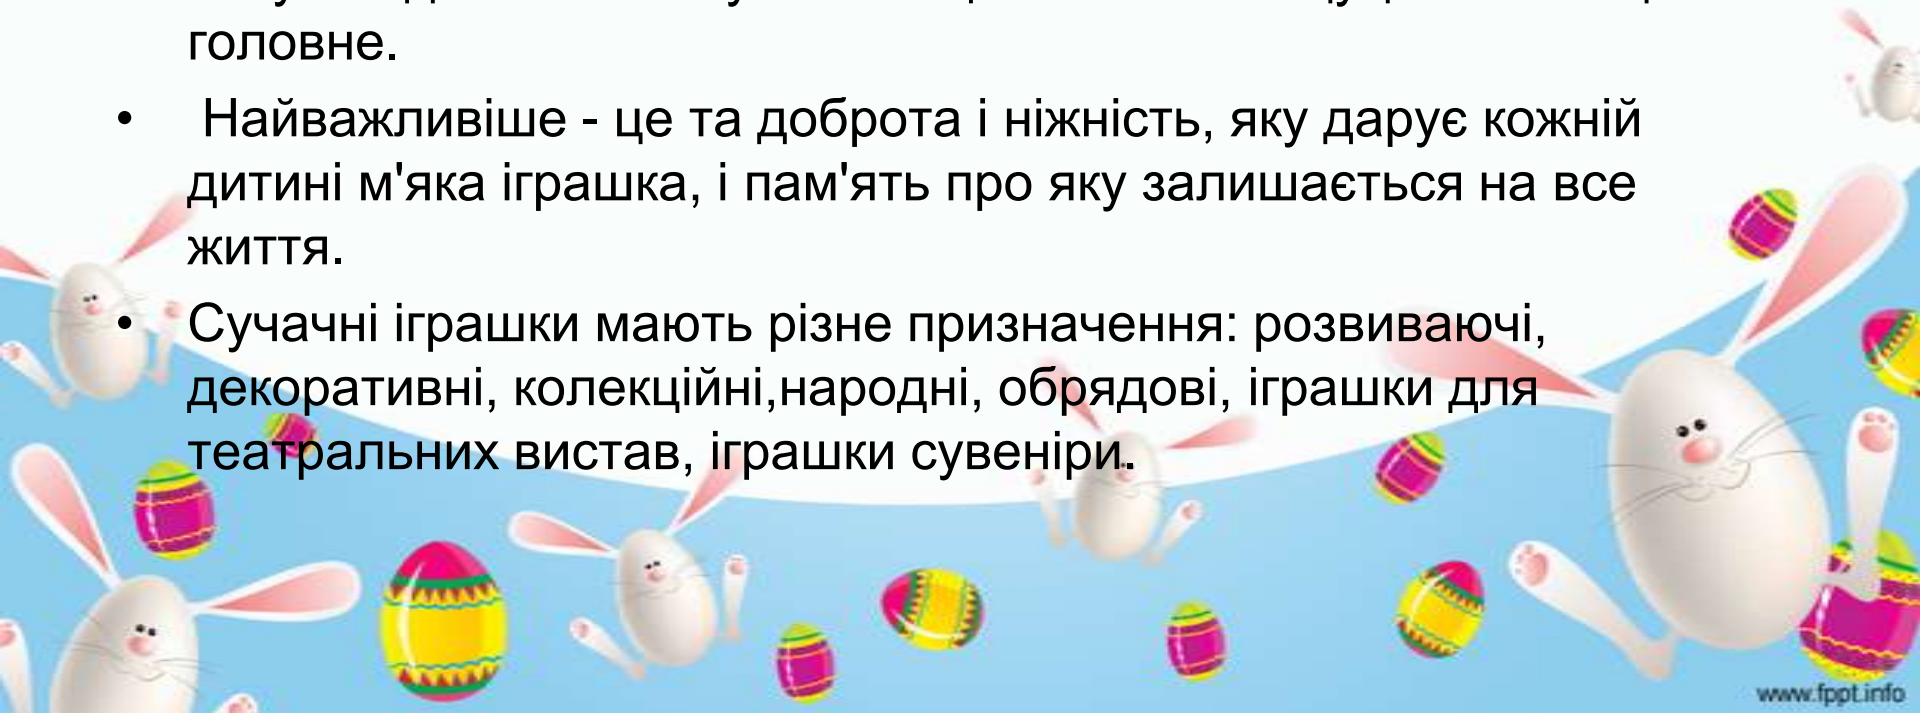 головне.
• Найважливіше - це та доброта і ніжність, яку дарує кожній
дитині м'яка іграшка, і пам'ять про яку залишається на все
життя.
• Сучачні іграшки мають різне призначення: розвиваючі,
декоративні, колекційні,народні, обрядові, іграшки для
театральних вистав, іграшки сувеніри.
www.fppt.info